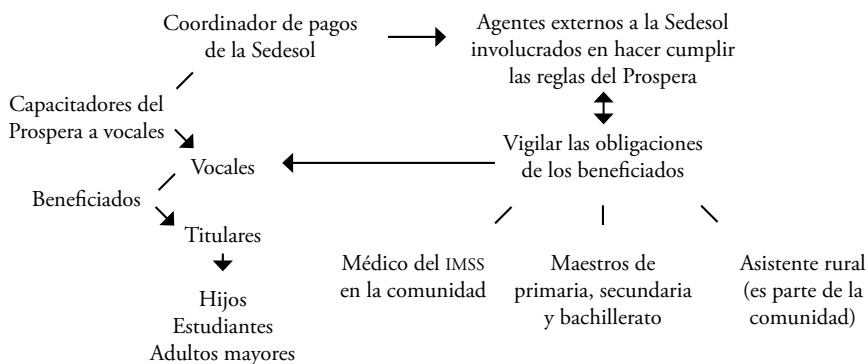 Coordinador de pagos
de la Sedesol
Agentes externos a la Sedesol
involucrados en hacer cumplir
las reglas del Prospera
Capacitadores del
Prospera a vocales
Vocales
Vigilar las obligaciones
de los beneficiados
Beneficiados
Titulares
Médico del IMSS
en la comunidad
Maestros de
primaria, secundaria
y bachillerato
Asistente rural
(es parte de la
comunidad)
Hijos
Estudiantes
Adultos mayores